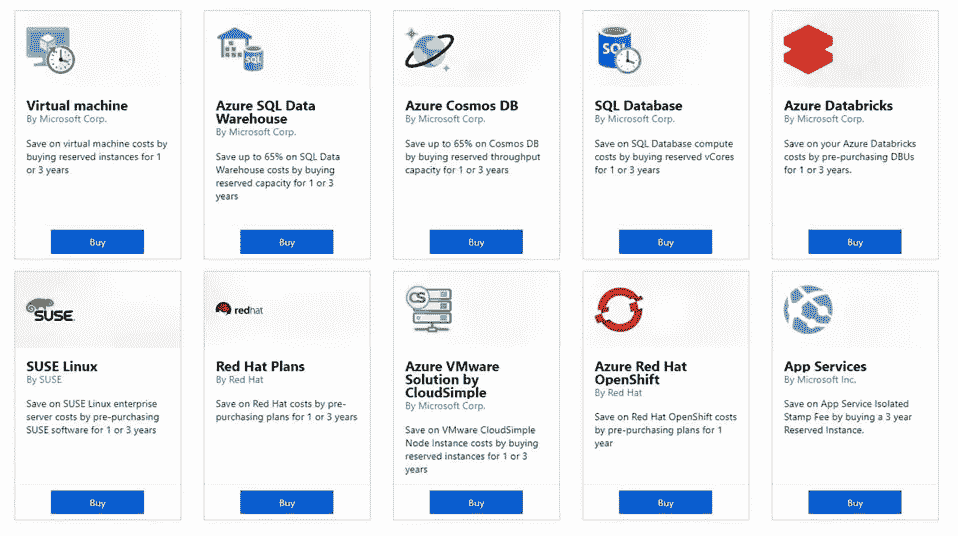 SQL
SQL
Virtual machine
By Microsoft Corp.
Save on virtual machine costs by
buying reserved instances for 1
or 3 years
Buy
Azure SQL Data
Warehouse
By Microsoft Corp.
Save up to 65% on SQL Data
Warehouse costs by buying
reserved capacity for 1 or 3
years
Buy
Azure Cosmos DB
By Microsoft Corp.
Save up to 65% on Cosmos DB
by buying reserved throughput
capacity for 1 or 3 years
Buy
SQL Database
By Microsoft Corp.
Save on SQL Database compute
costs by buying reserved vCores
for 1 or 3 years
Buy
Azure Databricks
By Microsoft Corp.
Save on your Azure Databricks
costs by pre-purchasing DBUs
for 1 or 3 years.
Buy
SUSE
SUSE Linux
By SUSE
Save on SUSE Linux enterprise
server costs by pre-purchasing
SUSE software for 1 or 3 years
Buy
redhat
Red Hat Plans
By Red Hat
Save on Red Hat costs by pre-
purchasing plans for 1 or 3 years
Buy
CS
Azure VMware
Solution by
CloudSimple
By Microsoft Corp.
Save on VMware CloudSimple
Node Instance costs by buying
reserved instances for 1 or 3
years
Buy
Azure Red Hat
OpenShift
By Red Hat
Save on Red Hat OpenShift costs
by pre-purchasing plans for 1
year
Buy
App Services
By Microsoft Inc.
Save on App Service Isolated
Stamp Fee by buying a 3 year
Reserved Instance.
Buy